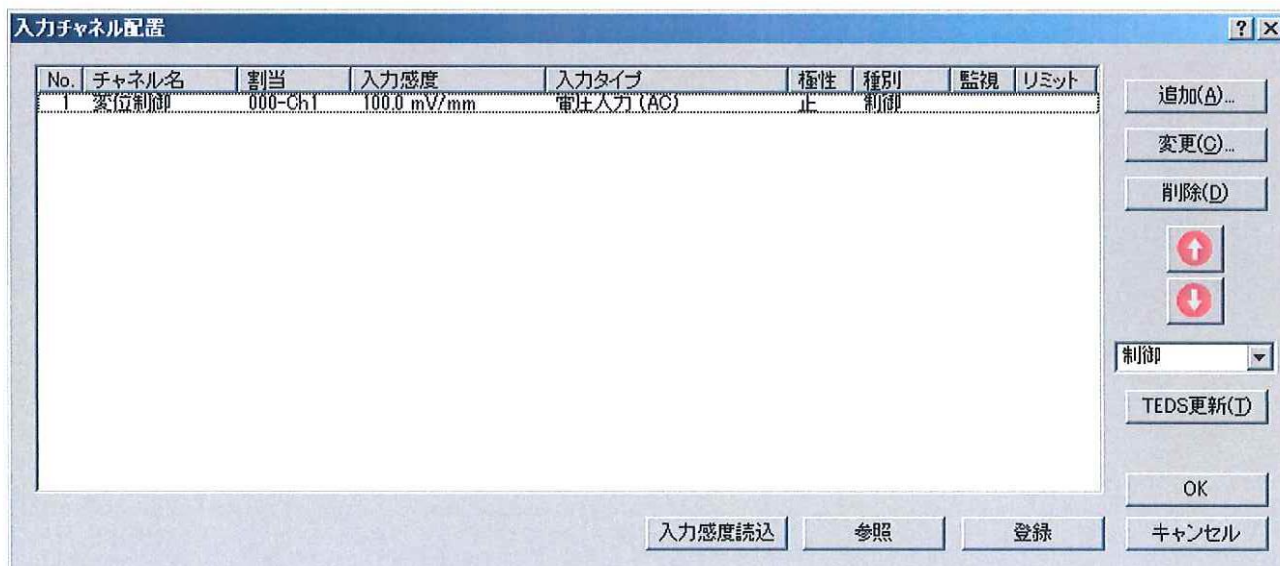 入力チャネル配置
No. チャネル名 割当 入力感度 入力タイプ 極性 種別 監視 リミット
1 変位制御 000-Ch1 100.0 mV/mm 電圧入力 (AC) 正 制御
追加(A)...
変更(C)...
削除(D)
制御
TEDS更新(T)
OK
入力感度読込 参照 登録 キャンセル